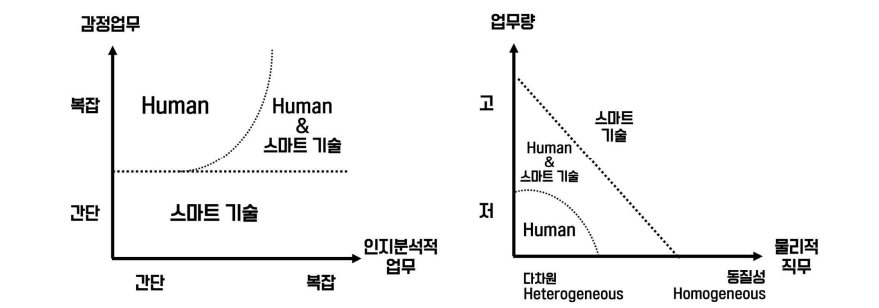 감정업무
복잡
Human
Human
&
스마트 기술
간단
스마트 기술
인지분석적
업무
간단
복잡
업무량
고
스마트
기술
Human
&
스마트 기술
저
Human
물리적
직무
다차원
Heterogeneous
동질성
Homogeneous